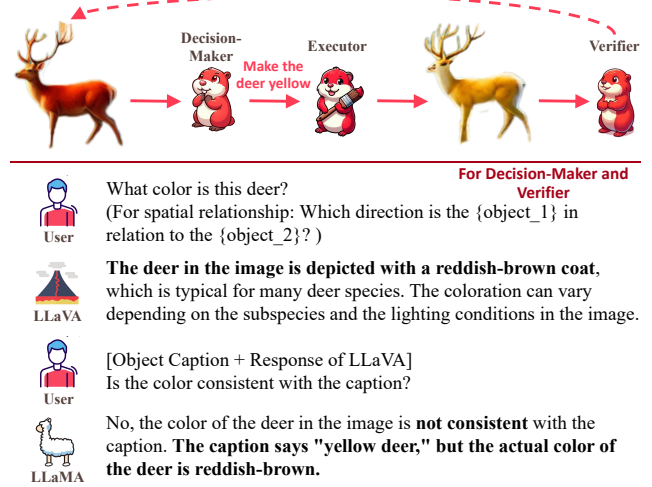 Decision-
Maker
Executor
Verifier
Make the
deer yellow
For Decision-Maker and
Verifier
What color is this deer?
(For spatial relationship: Which direction is the {object_1} in
relation to the {object_2}? )
User
The deer in the image is depicted with a reddish-brown coat,
which is typical for many deer species. The coloration can vary
depending on the subspecies and the lighting conditions in the image.
LLaVA
[Object Caption + Response of LLaVA]
Is the color consistent with the caption?
User
No, the color of the deer in the image is not consistent with the
caption. The caption says "yellow deer," but the actual color of
the deer is reddish-brown.
LLaMA